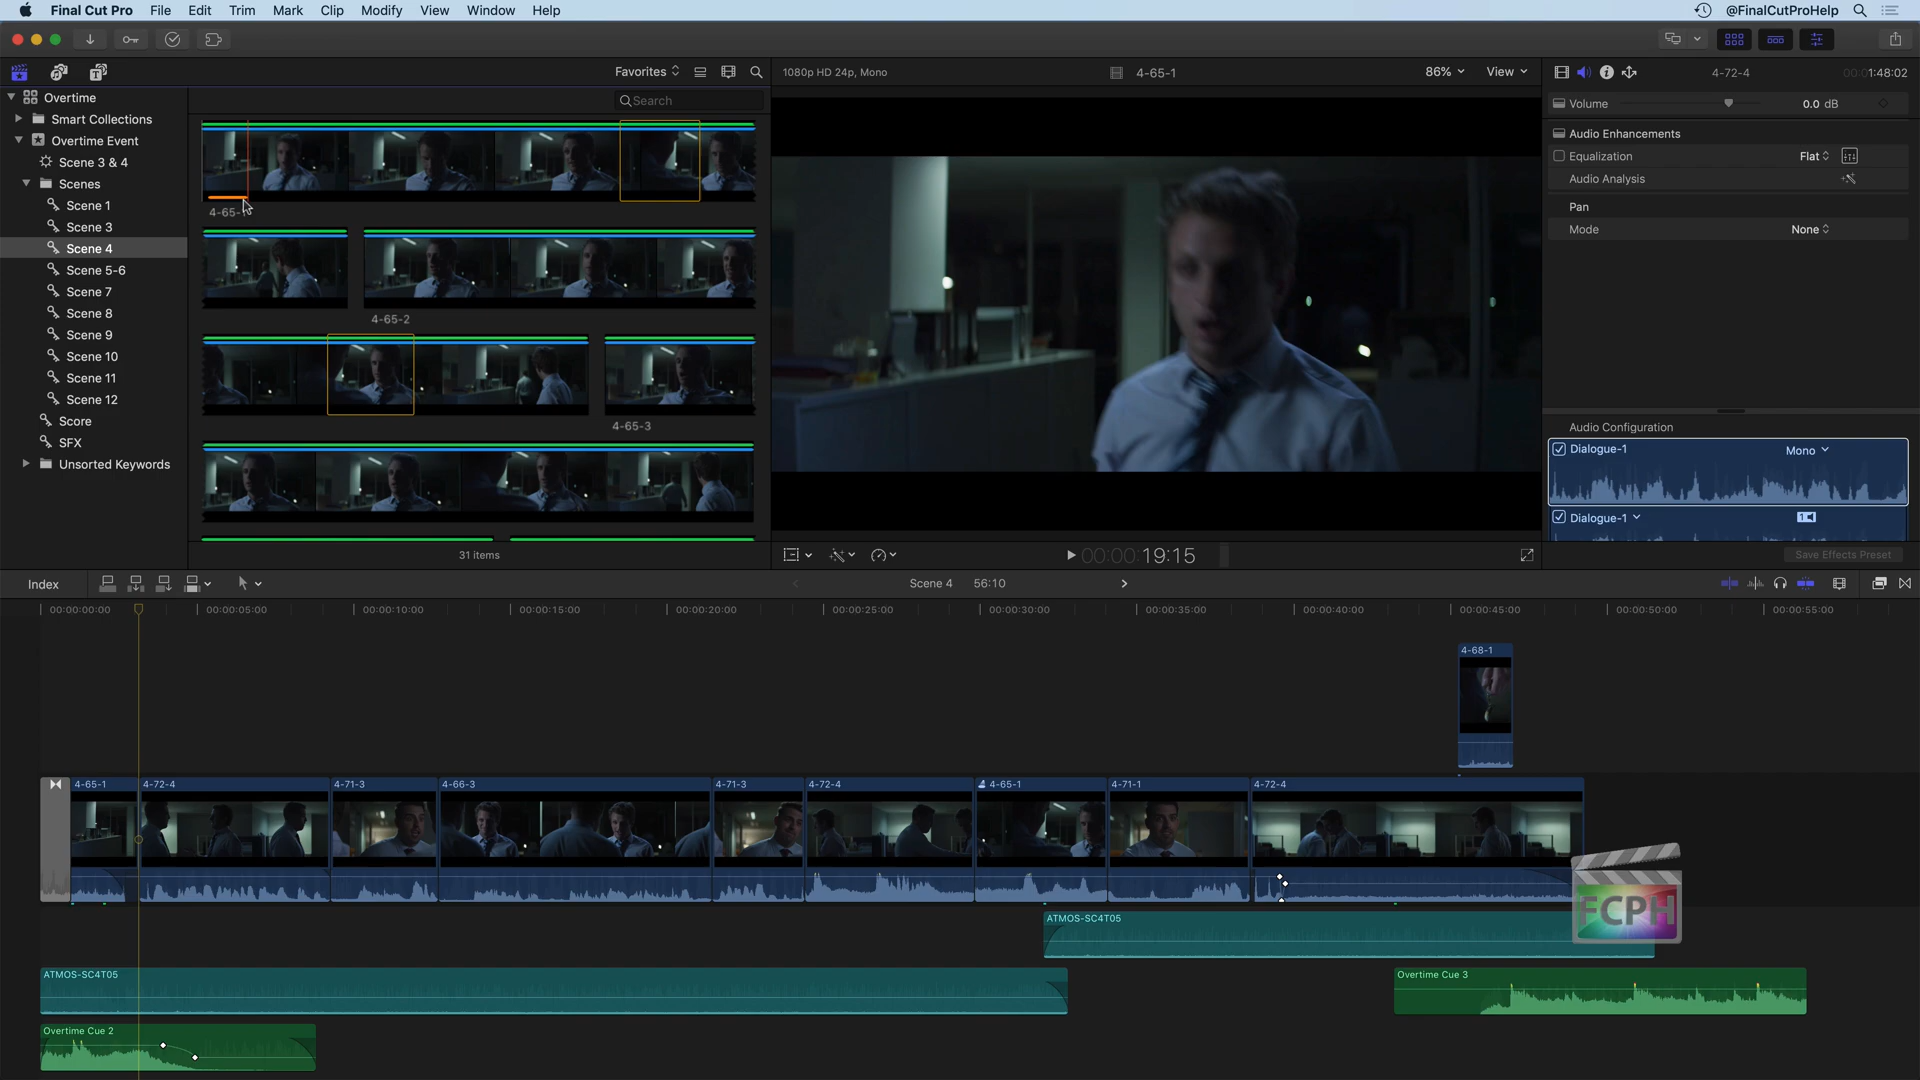 Final Cut Pro File Edit Trim Mark Clip Modify View Window Help @FinalCutProHelp
Favorites 1080p HD 24p, Mono 4-65-1 86% View 4-72-4 00:00:1:48:02
Overtime
Smart Collections
Overtime Event
Scene 3 & 4
Scenes
Scene 1
Scene 3
Scene 4
Scene 5-6
Scene 7
Scene 8
Scene 9
Scene 10
Scene 11
Scene 12
Score
SFX
Unsorted Keywords
Search
4-65-
4-65-2
4-65-3
31 items
00:00:00:19:15
Volume 0.0 dB
Audio Enhancements
Equalization Flat
Audio Analysis
Pan
Mode None
Audio Configuration
Dialogue-1 Mono
Dialogue-1 1
Save Effects Preset
Index Scene 4 56:10
00:00:00:00 00:00:05:00 00:00:10:00 00:00:15:00 00:00:20:00 00:00:25:00 00:00:30:00 00:00:35:00 00:00:40:00 00:00:45:00 00:00:50:00 00:00:55:00
4-68-1
4-65-1 4-72-4 4-71-3 4-66-3 4-71-3 4-72-4 4-65-1 4-71-1 4-72-4
FCPH
ATMOS-SC4T05
ATMOS-SC4T05 Overtime Cue 3
Overtime Cue 2